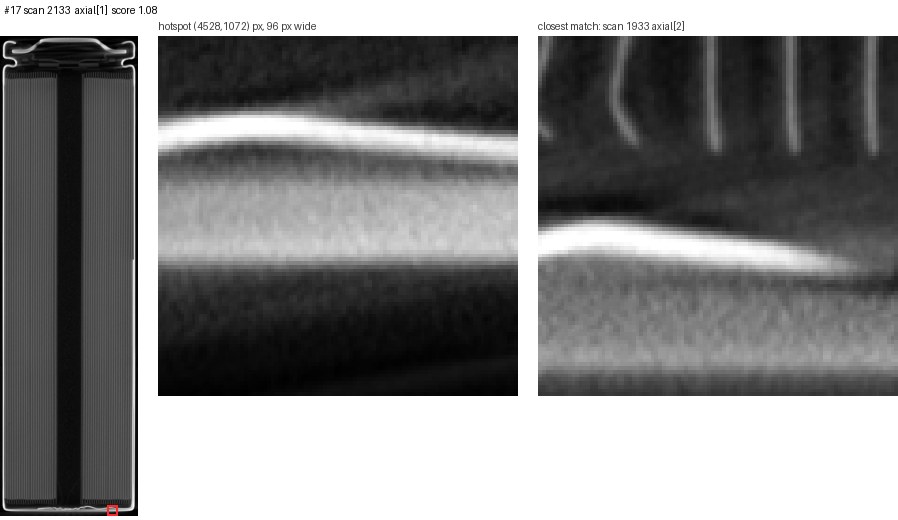 #17 scan 2133 axial[1] score 1.08
hotspot (4528,1072) px, 96 px wide
closest match: scan 1933 axial[2]